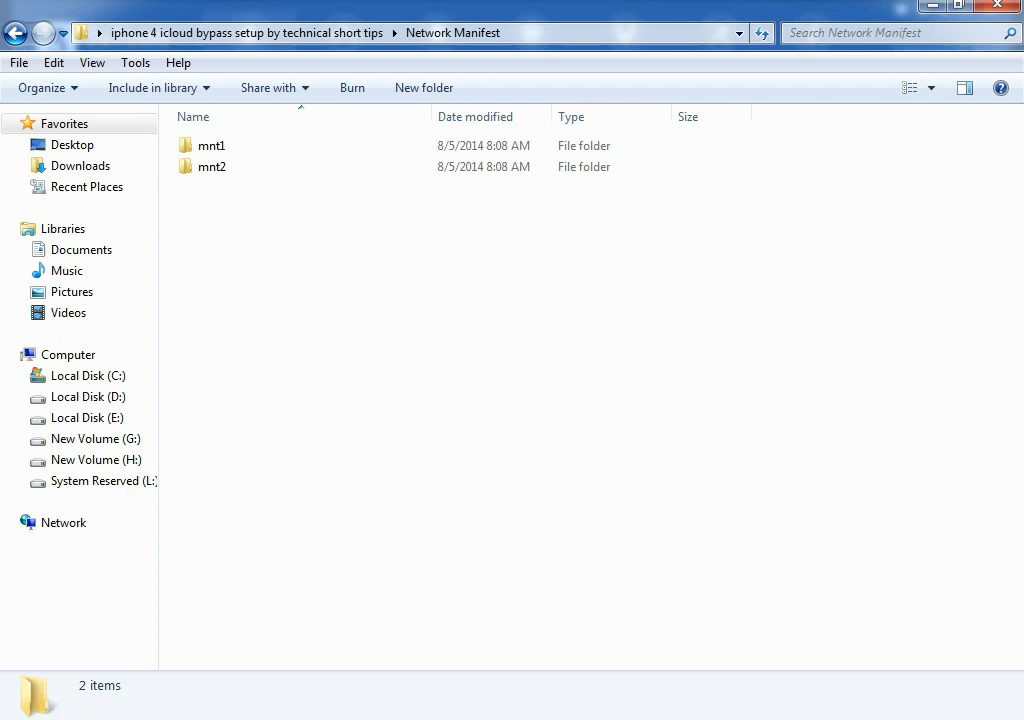 iphone 4 icloud bypass setup by technical short tips Network Manifest Search Network Manifest
File Edit View Tools Help
Organize Include in library Share with Burn New folder
Name Date modified Type Size
mnt1 8/5/2014 8:08 AM File folder
mnt2 8/5/2014 8:08 AM File folder
Favorites
Desktop
Downloads
Recent Places
Libraries
Documents
Music
Pictures
Videos
Computer
Local Disk (C:)
Local Disk (D:)
Local Disk (E:)
New Volume (G:)
New Volume (H:)
System Reserved (L:)
Network
2 items